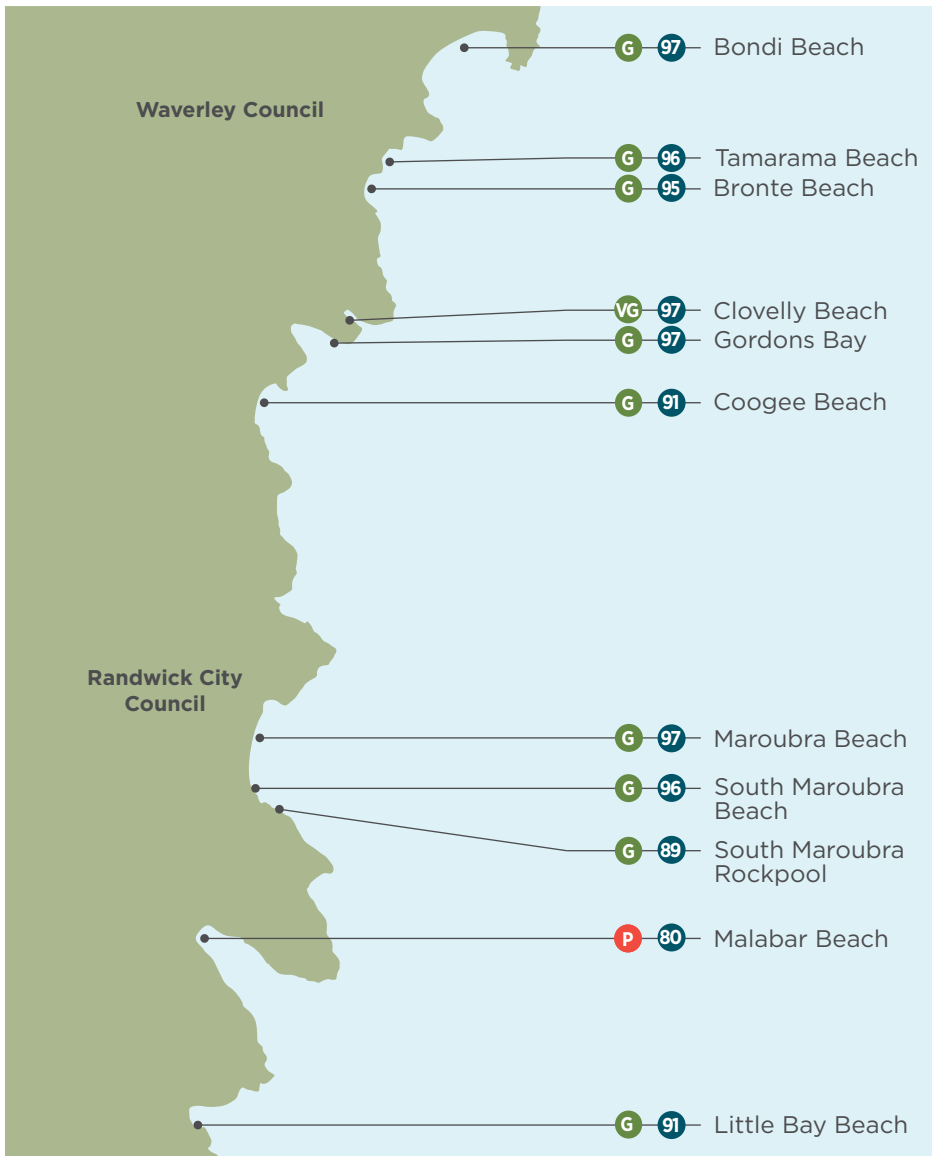 G 97 Bondi Beach
Waverley Council
G 96 Tamarama Beach
G 95 Bronte Beach
VG 97 Clovelly Beach
G 97 Gordons Bay
G 91 Coogee Beach
Randwick City
Council
G 97 Maroubra Beach
G 96 South Maroubra
Beach
G 89 South Maroubra
Rockpool
P 80 Malabar Beach
G 91 Little Bay Beach